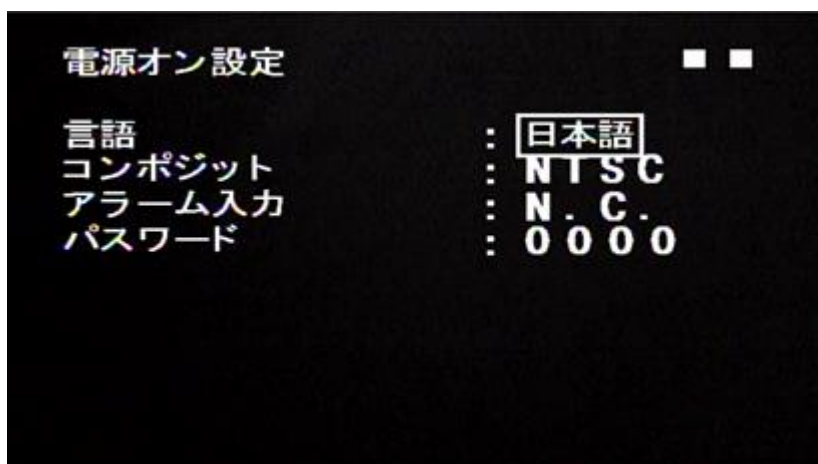 電源オン設定 ■ ■
言語 : 日本語
コンポジット : NTSC
アラーム入力 : N.C.
パスワード : 0000